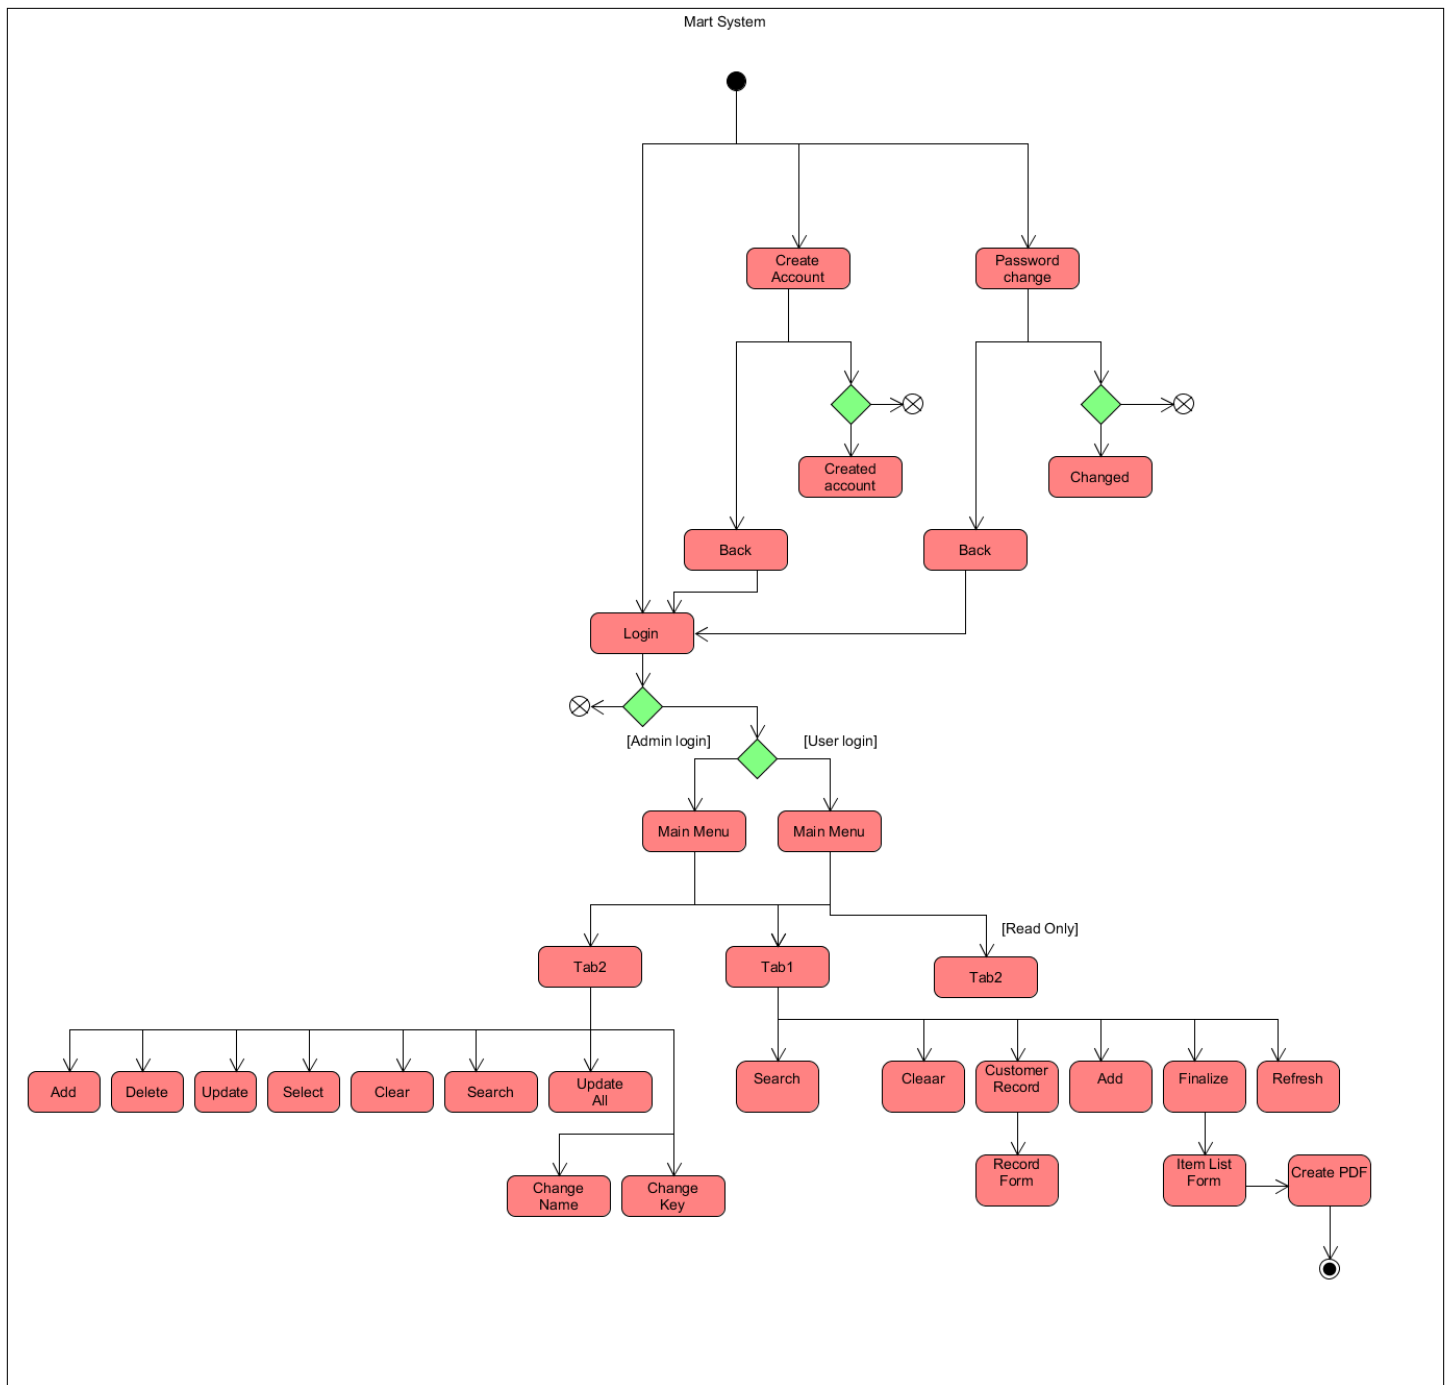 Mart System
Create
Account
Password
change
Created
account
Changed
Back
Back
Login
[Admin login]
[User login]
Main Menu
Main Menu
[Read Only]
Tab2
Tab1
Tab2
Add
Delete
Update
Select
Clear
Search
Update
All
Search
Cleaar
Customer
Record
Add
Finalize
Refresh
Change
Name
Change
Key
Record
Form
Item List
Form
Create PDF